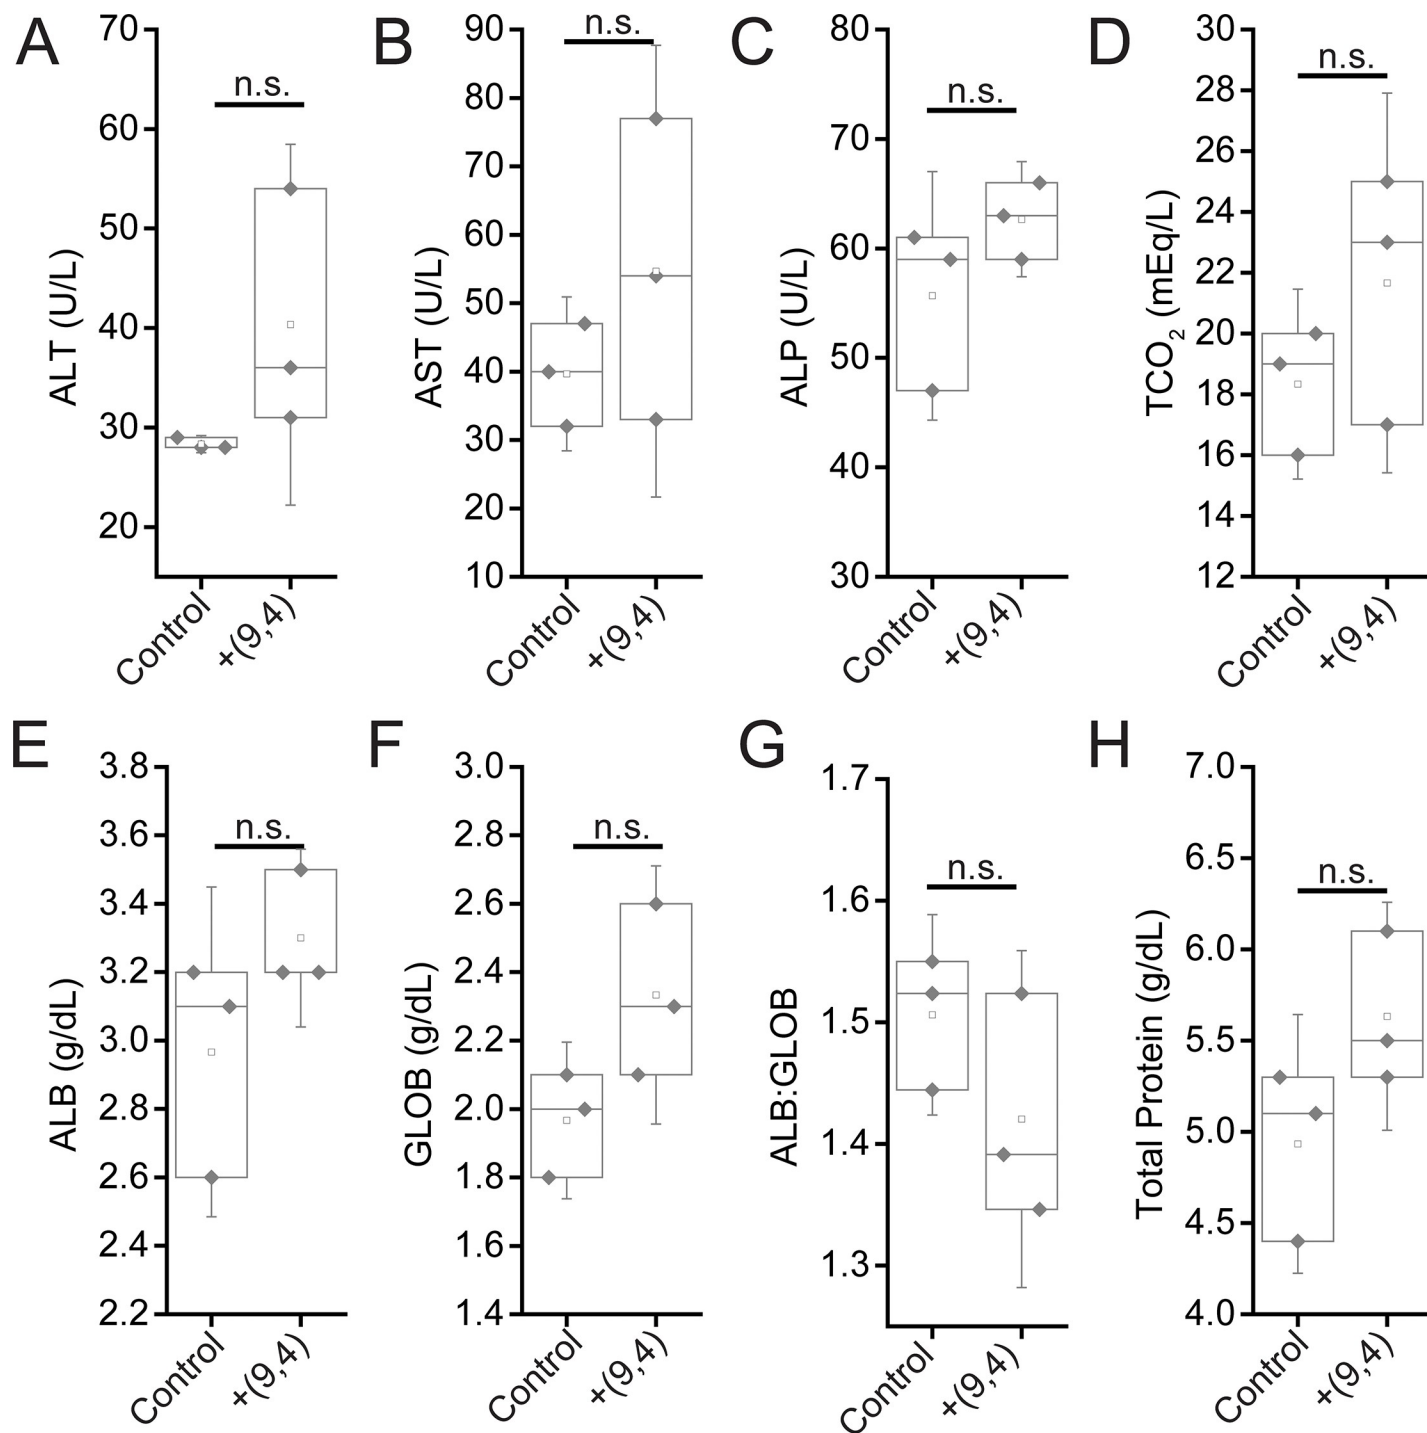 A
ALT (U/L)
70
60
50
40
30
20
n.s.
Control
+(9,4)
B
AST (U/L)
90
80
70
60
50
40
30
20
10
n.s.
Control
+(9,4)
C
ALP (U/L)
80
70
60
50
40
30
n.s.
Control
+(9,4)
D
TCO₂ (mEq/L)
30
28
26
24
22
20
18
16
14
12
n.s.
Control
+(9,4)
E
ALB (g/dL)
3.8
3.6
3.4
3.2
3.0
2.8
2.6
2.4
2.2
n.s.
Control
+(9,4)
F
GLOB (g/dL)
3.0
2.8
2.6
2.4
2.2
2.0
1.8
1.6
1.4
n.s.
Control
+(9,4)
G
ALB:GLOB
1.7
1.6
1.5
1.4
1.3
n.s.
Control
+(9,4)
H
Total Protein (g/dL)
7.0
6.5
6.0
5.5
5.0
4.5
4.0
n.s.
Control
+(9,4)